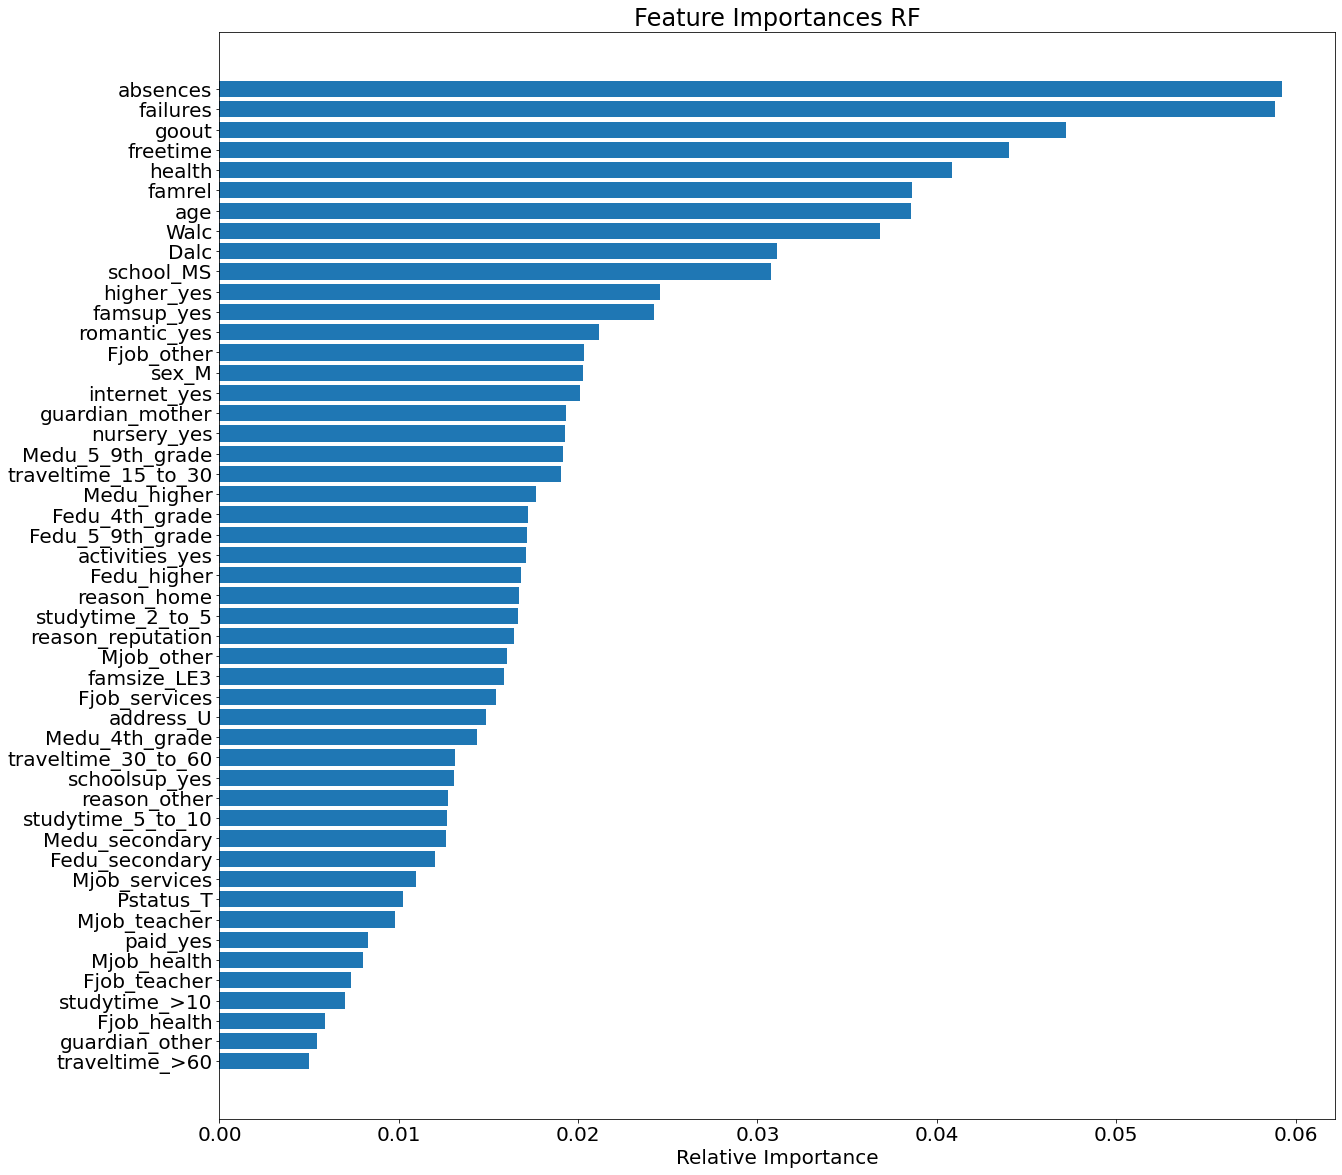 Feature Importances RF
absences
failures
goout
freetime
health
famrel
age
Walc
Dalc
school_MS
higher_yes
famsup_yes
romantic_yes
Fjob_other
sex_M
internet_yes
guardian_mother
nursery_yes
Medu_5_9th_grade
traveltime_15_to_30
Medu_higher
Fedu_4th_grade
Fedu_5_9th_grade
activities_yes
Fedu_higher
reason_home
studytime_2_to_5
reason_reputation
Mjob_other
famsize_LE3
Fjob_services
address_U
Medu_4th_grade
traveltime_30_to_60
schoolsup_yes
reason_other
studytime_5_to_10
Medu_secondary
Fedu_secondary
Mjob_services
Pstatus_T
Mjob_teacher
paid_yes
Mjob_health
Fjob_teacher
studytime_>10
Fjob_health
guardian_other
traveltime_>60
0.00 0.01 0.02 0.03 0.04 0.05 0.06
Relative Importance